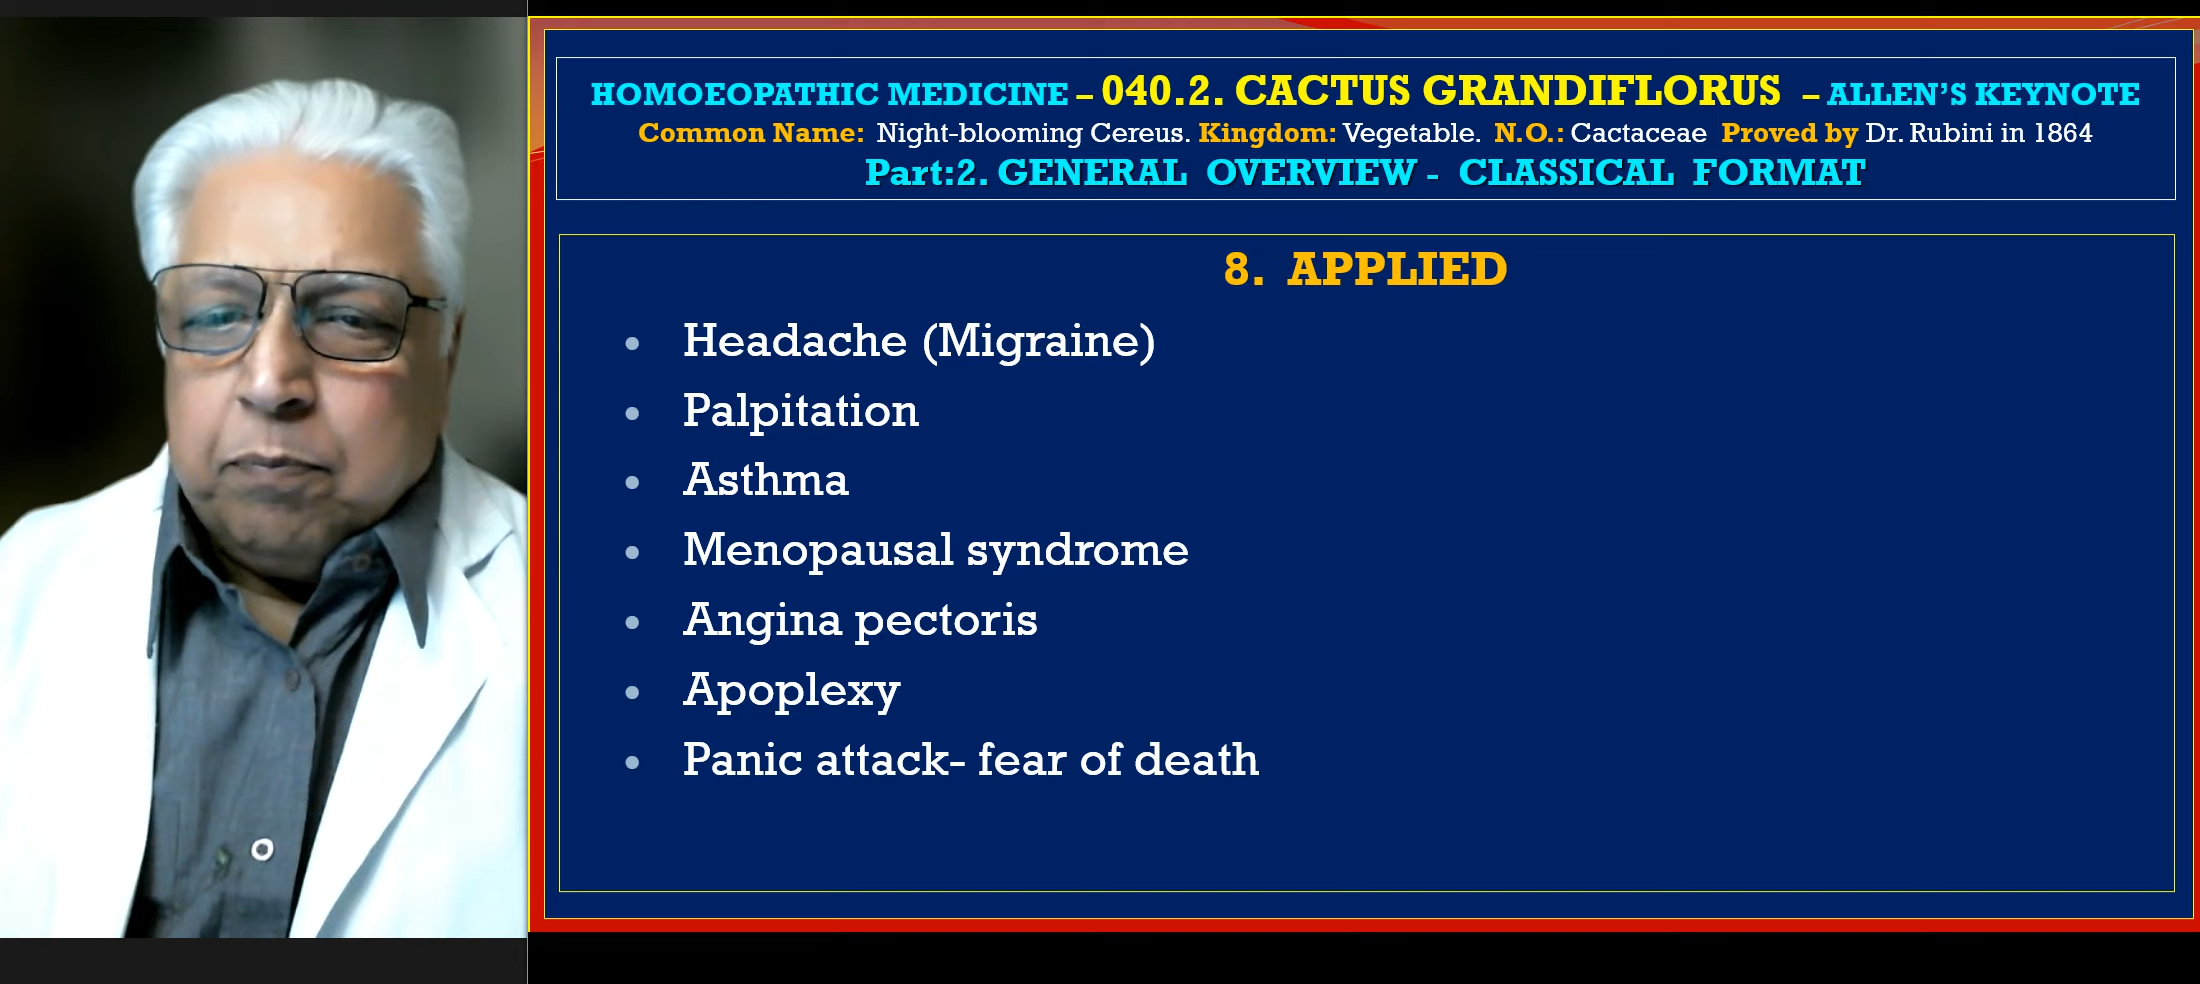 HOMOEOPATHIC MEDICINE – 040.2. CACTUS GRANDIFLORUS – ALLEN’S KEYNOTE
Common Name: Night-blooming Cereus. Kingdom: Vegetable. N.O.: Cactaceae Proved by Dr. Rubini in 1864
Part:2. GENERAL OVERVIEW - CLASSICAL FORMAT
8. APPLIED
• Headache (Migraine)
• Palpitation
• Asthma
• Menopausal syndrome
• Angina pectoris
• Apoplexy
• Panic attack- fear of death